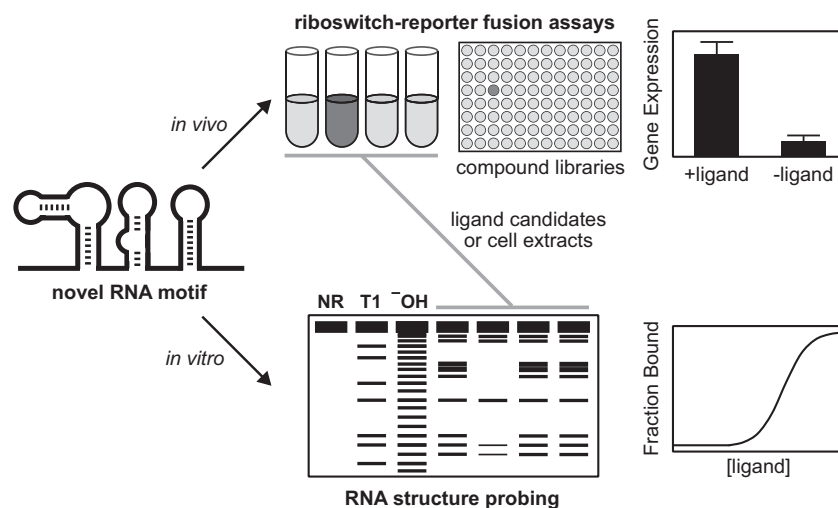 riboswitch-reporter fusion assays
in vivo
compound libraries
Gene Expression
+ligand -ligand
ligand candidates
or cell extracts
novel RNA motif
NR T1 ⁻OH
in vitro
Fraction Bound
[ligand]
RNA structure probing